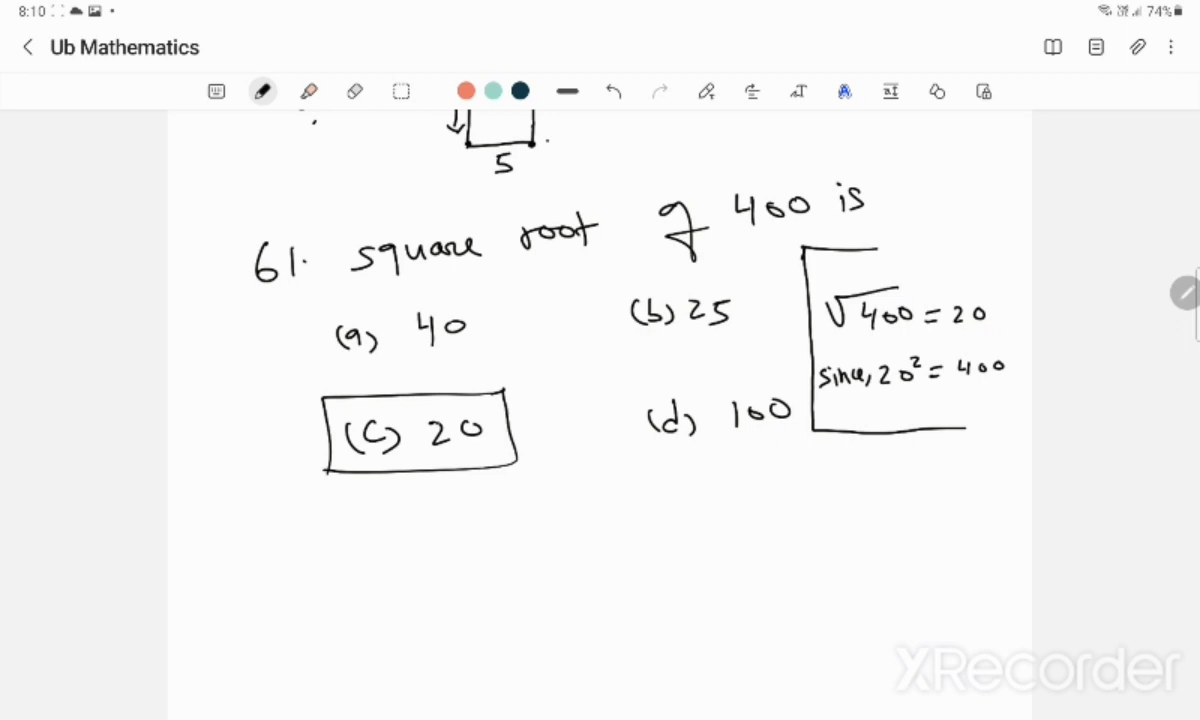 8:10
74%
Ub Mathematics
5
61. square root of 400 is
(a) 40
(b) 25
(c) 20
(d) 100
√400 = 20
since, 20² = 400
XRecorder